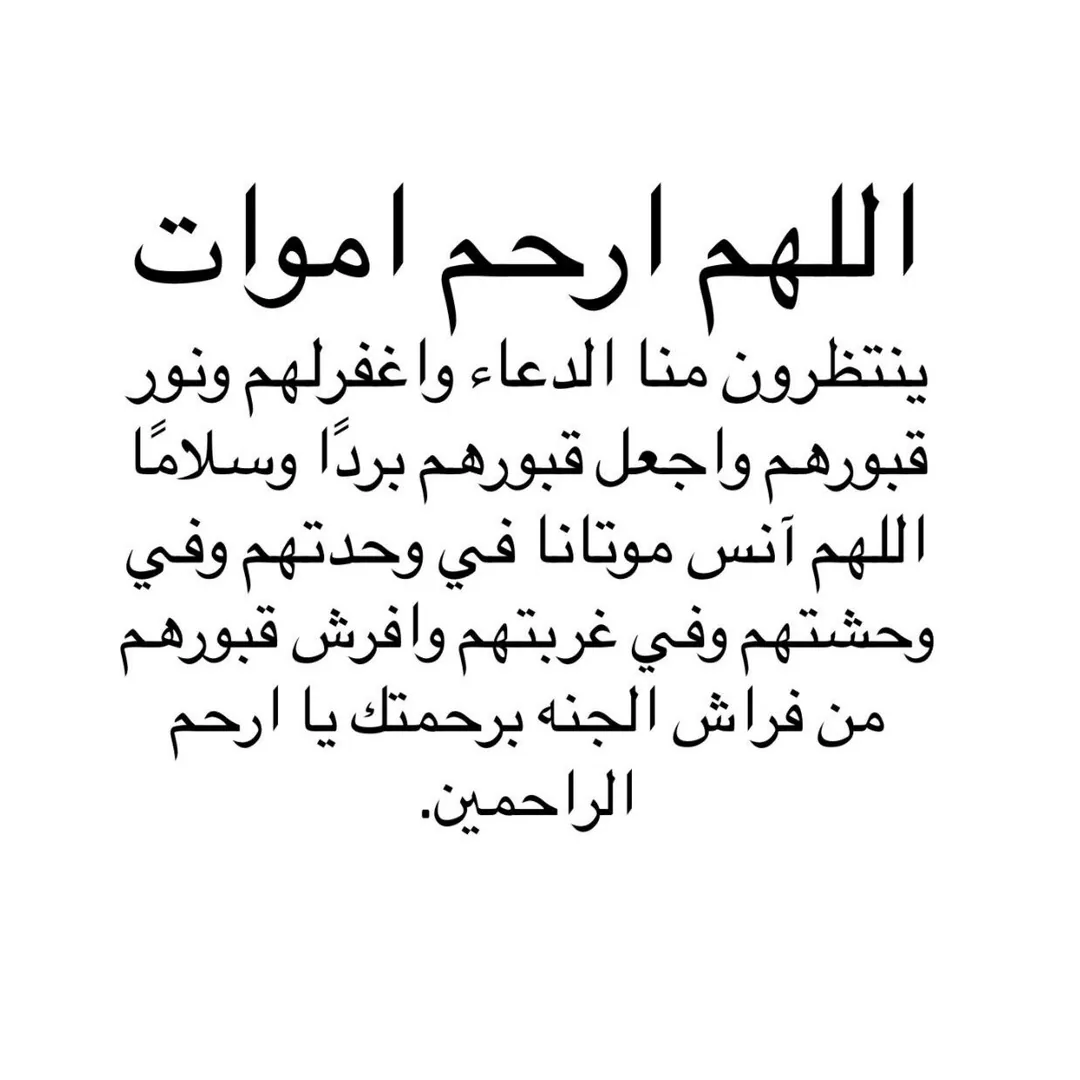 اللهم ارحم اموات
ينتظرون منا الدعاء واغفرلهم ونور
قبورهم واجعل قبورهم بردًا وسلامًا
اللهم آنس موتانا في وحدتهم وفي
وحشتهم وفي غربتهم وافرش قبورهم
من فراش الجنه برحمتك يا ارحم
الراحمين.